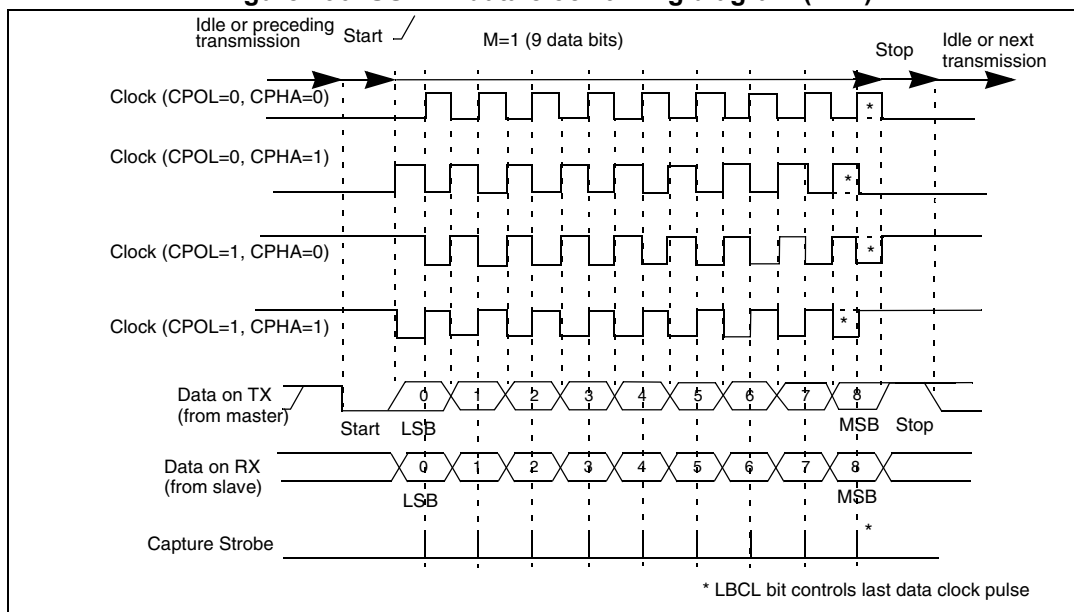 Idle or preceding
transmission
Start
M=1 (9 data bits)
Stop
Idle or next
transmission
Clock (CPOL=0, CPHA=0)
*
Clock (CPOL=0, CPHA=1)
*
Clock (CPOL=1, CPHA=0)
*
Clock (CPOL=1, CPHA=1)
*
Data on TX
(from master)
0 1 2 3 4 5 6 7 8
Start LSB MSB Stop
Data on RX
(from slave)
0 1 2 3 4 5 6 7 8
LSB MSB
Capture Strobe
*
* LBCL bit controls last data clock pulse